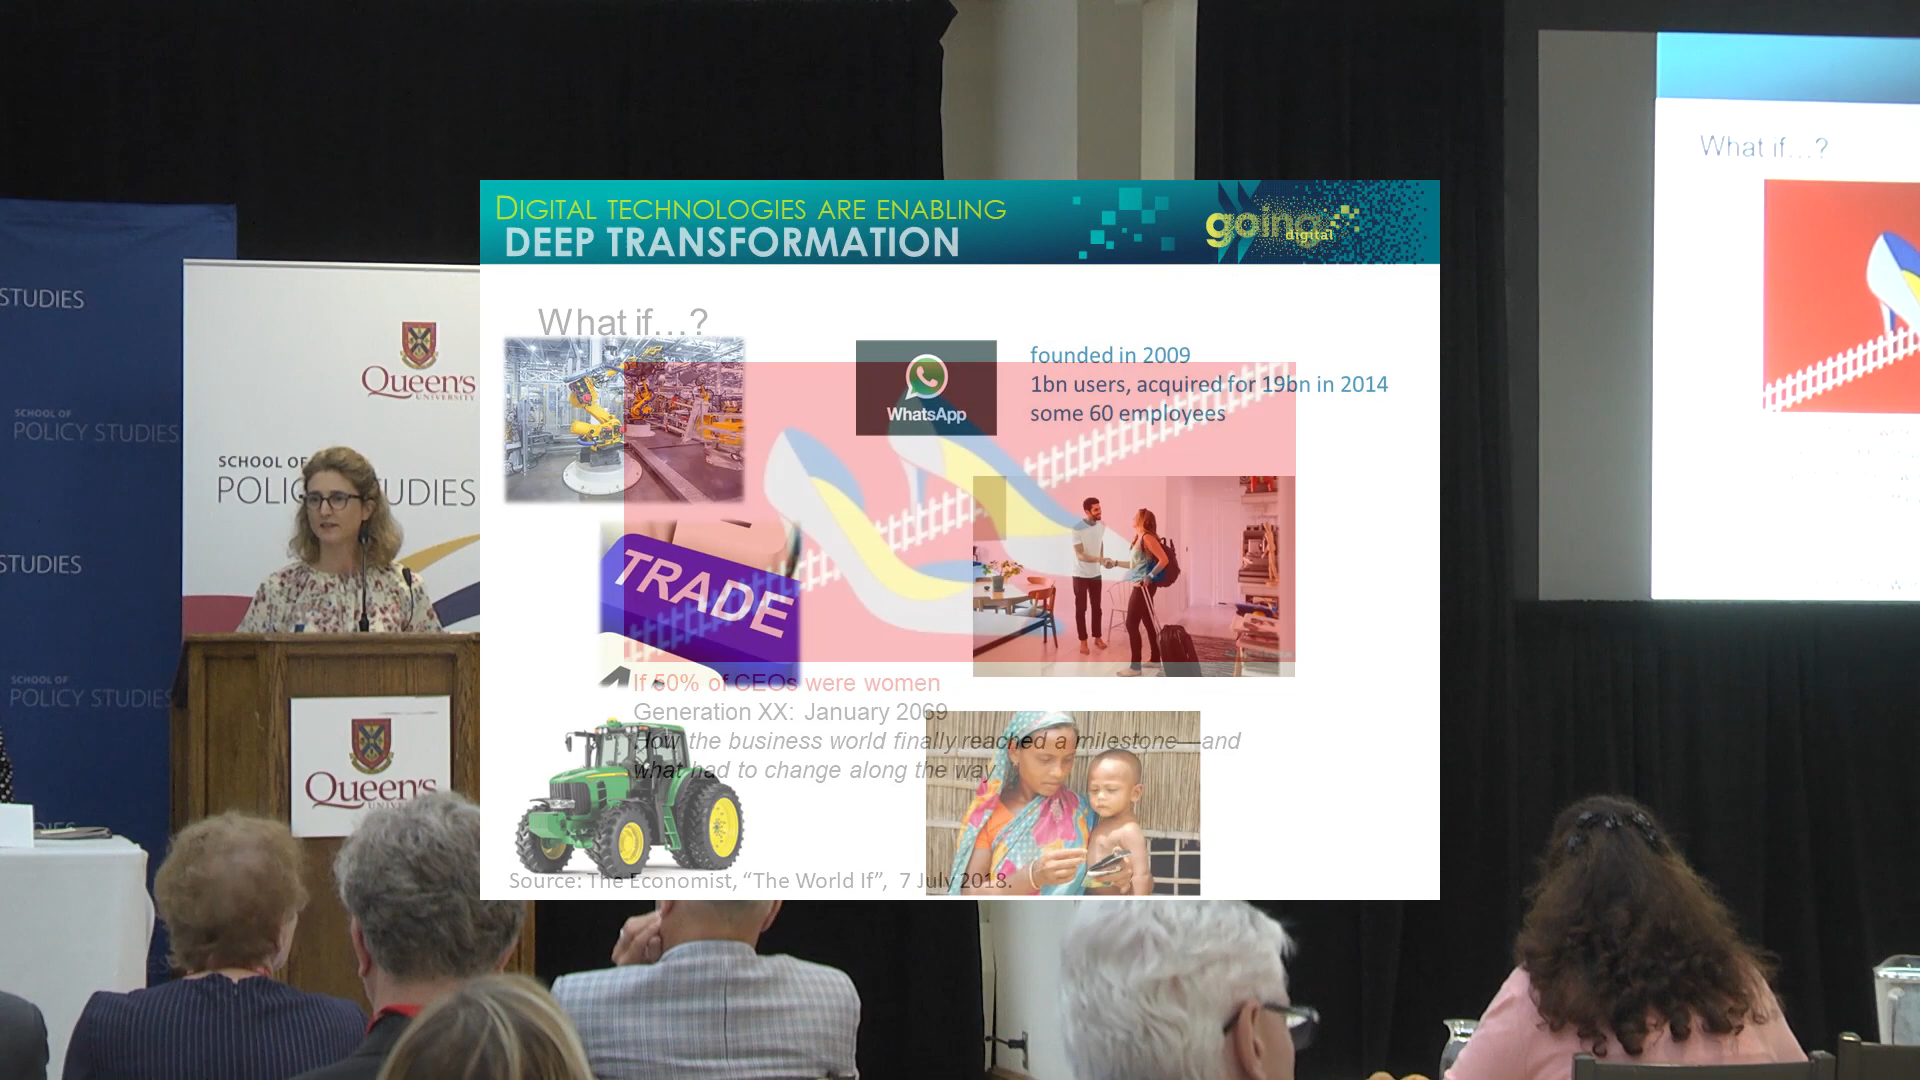 STUDIES
SCHOOL OF
POLICY STUDIES
STUDIES
SCHOOL OF
POLICY STUDIES
Queen's
UNIVERSITY
SCHOOL OF
POLIC
UDIES
Queen's
DIGITAL TECHNOLOGIES ARE ENABLING
DEEP TRANSFORMATION
going
digital
What if…?
WhatsApp
founded in 2009
1bn users, acquired for 19bn in 2014
some 60 employees
TRADE
If 50% of CEOs were women
Generation XX: January 2069
How the business world finally reached a milestone—and
what had to change along the way
Source: The Economist, “The World If”, 7 July 2018.
What if…?